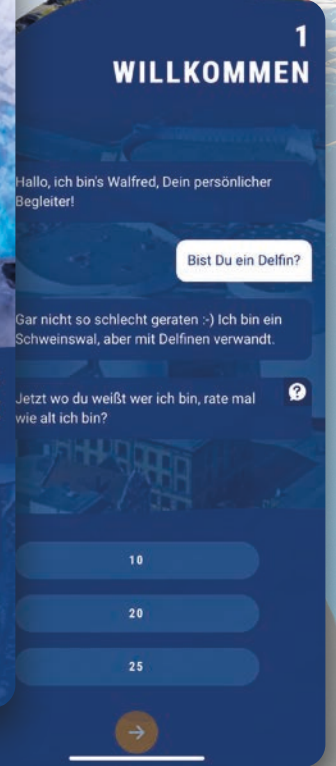 1
WILLKOMMEN
Hallo, ich bin's Walfred, Dein persönlicher
Begleiter!
Bist Du ein Delfin?
Gar nicht so schlecht geraten :-) Ich bin ein
Schweinswal, aber mit Delfinen verwandt.
Jetzt wo du weißt wer ich bin, rate mal
wie alt ich bin?
?
10
20
25